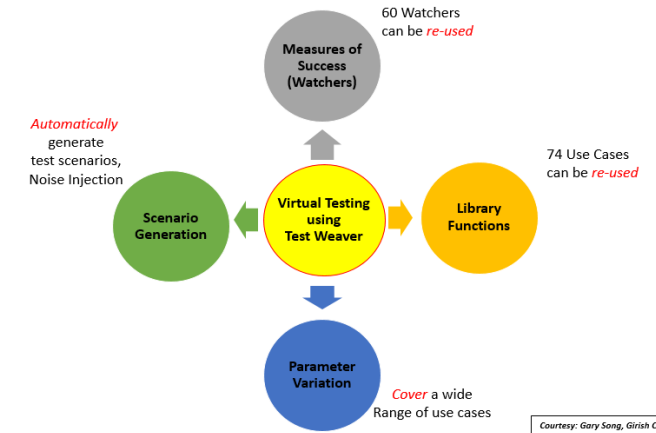 60 Watchers
can be re-used
Measures of
Success
(Watchers)
Automatically
generate
test scenarios,
Noise Injection
74 Use Cases
can be re-used
Scenario
Generation
Virtual Testing
using
Test Weaver
Library
Functions
Parameter
Variation
Cover a wide
Range of use cases
Courtesy: Gary Song, Girish